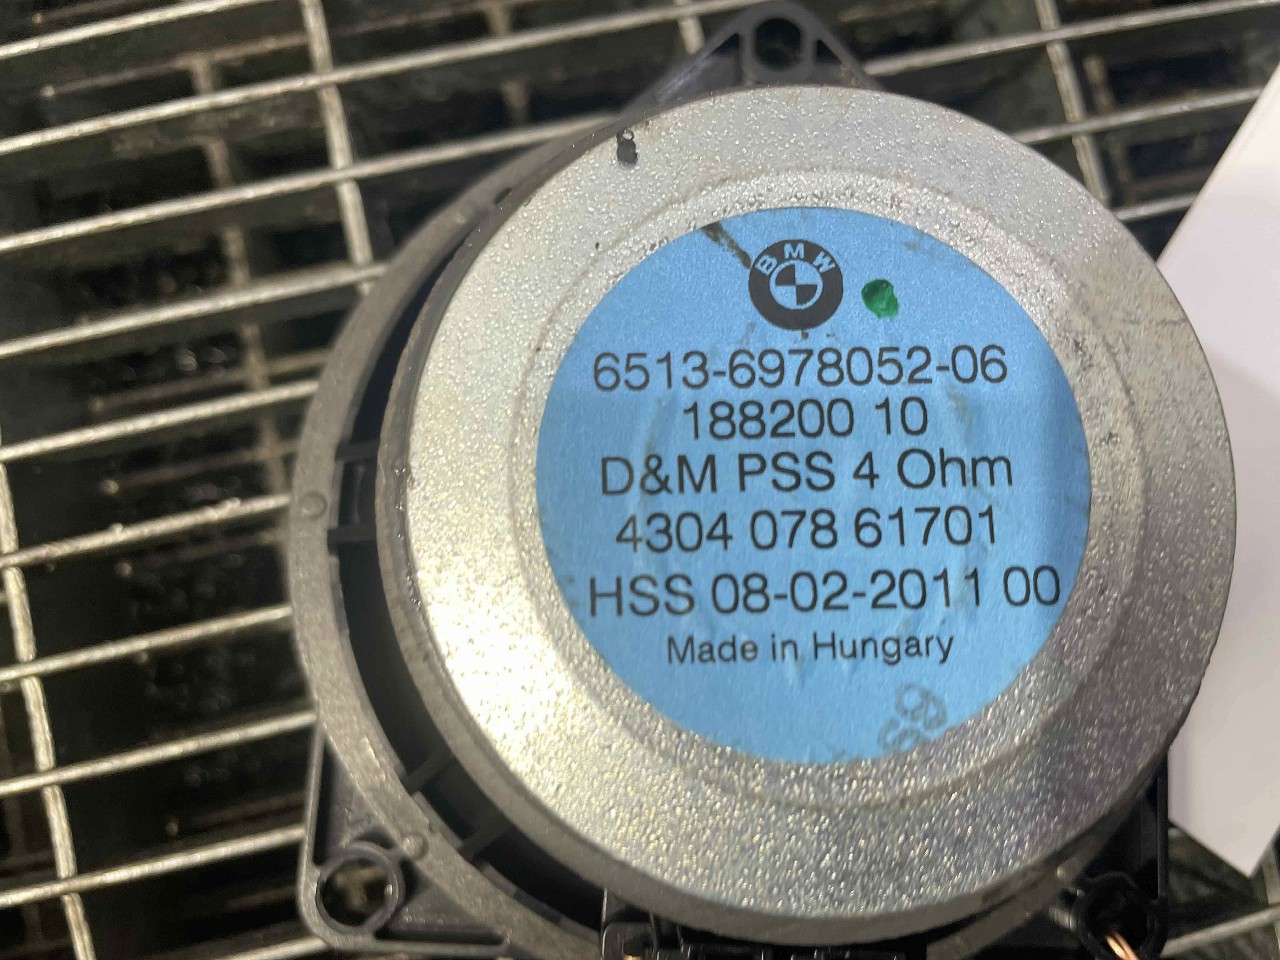 BMW
6513-6978052-06
188200 10
D&M PSS 4 Ohm
4304 078 61701
HSS 08-02-2011 00
Made in Hungary